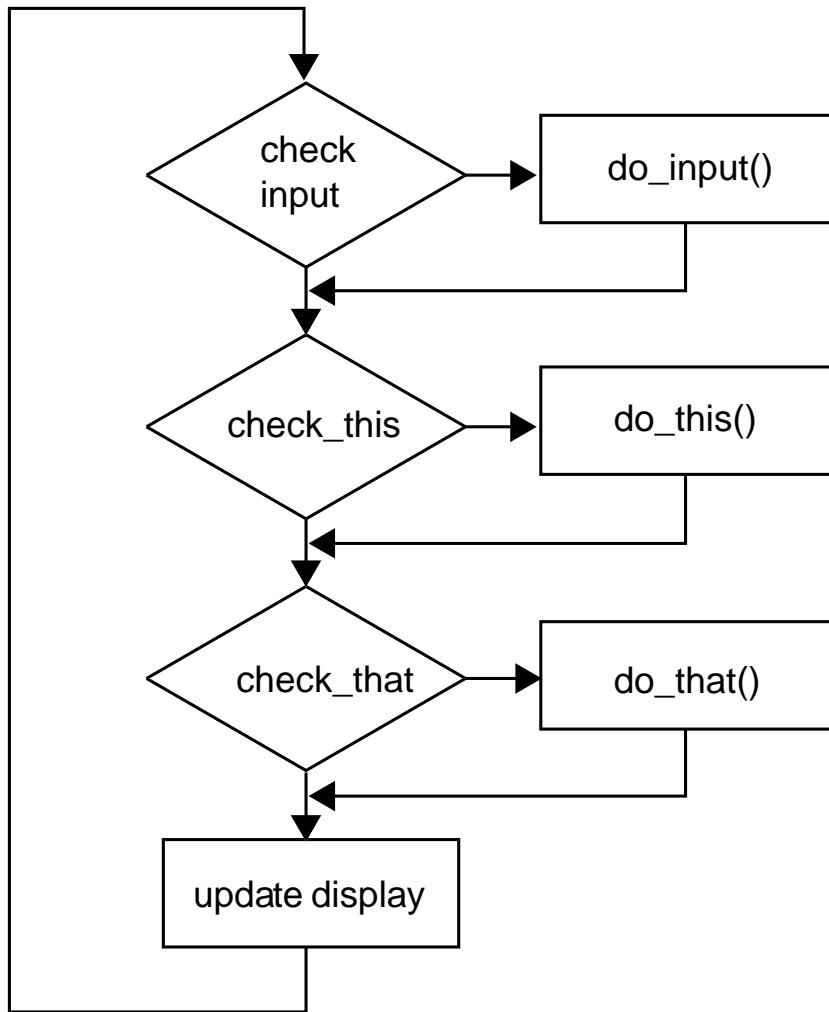 check
input
do_input()
check_this
do_this()
check_that
do_that()
update display